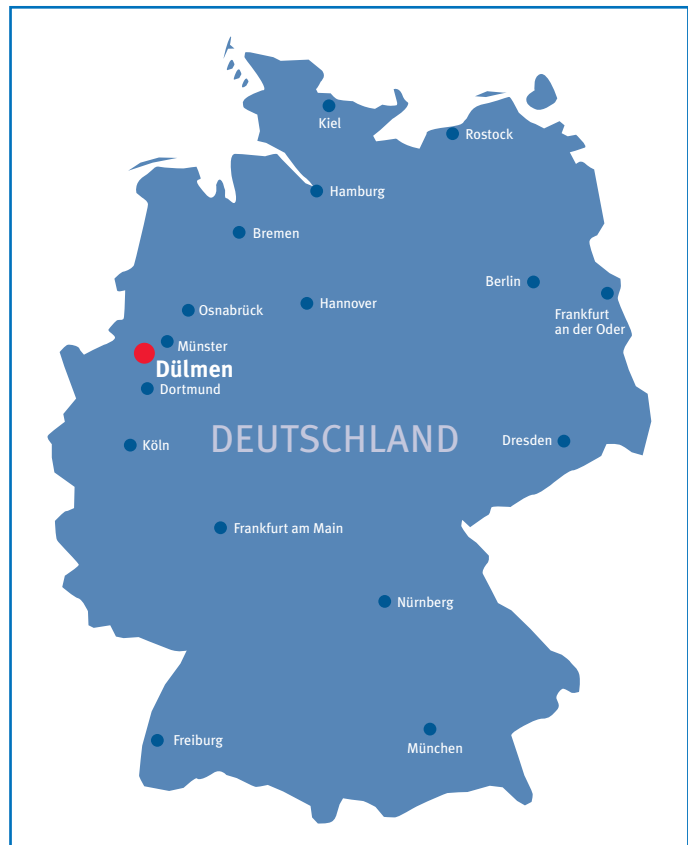 Kiel
Rostock
Hamburg
Bremen
Berlin
Hannover
Osnabrück
Frankfurt
an der Oder
Münster
Dülmen
Dortmund
DEUTSCHLAND
Dresden
Köln
Frankfurt am Main
Nürnberg
Freiburg
München